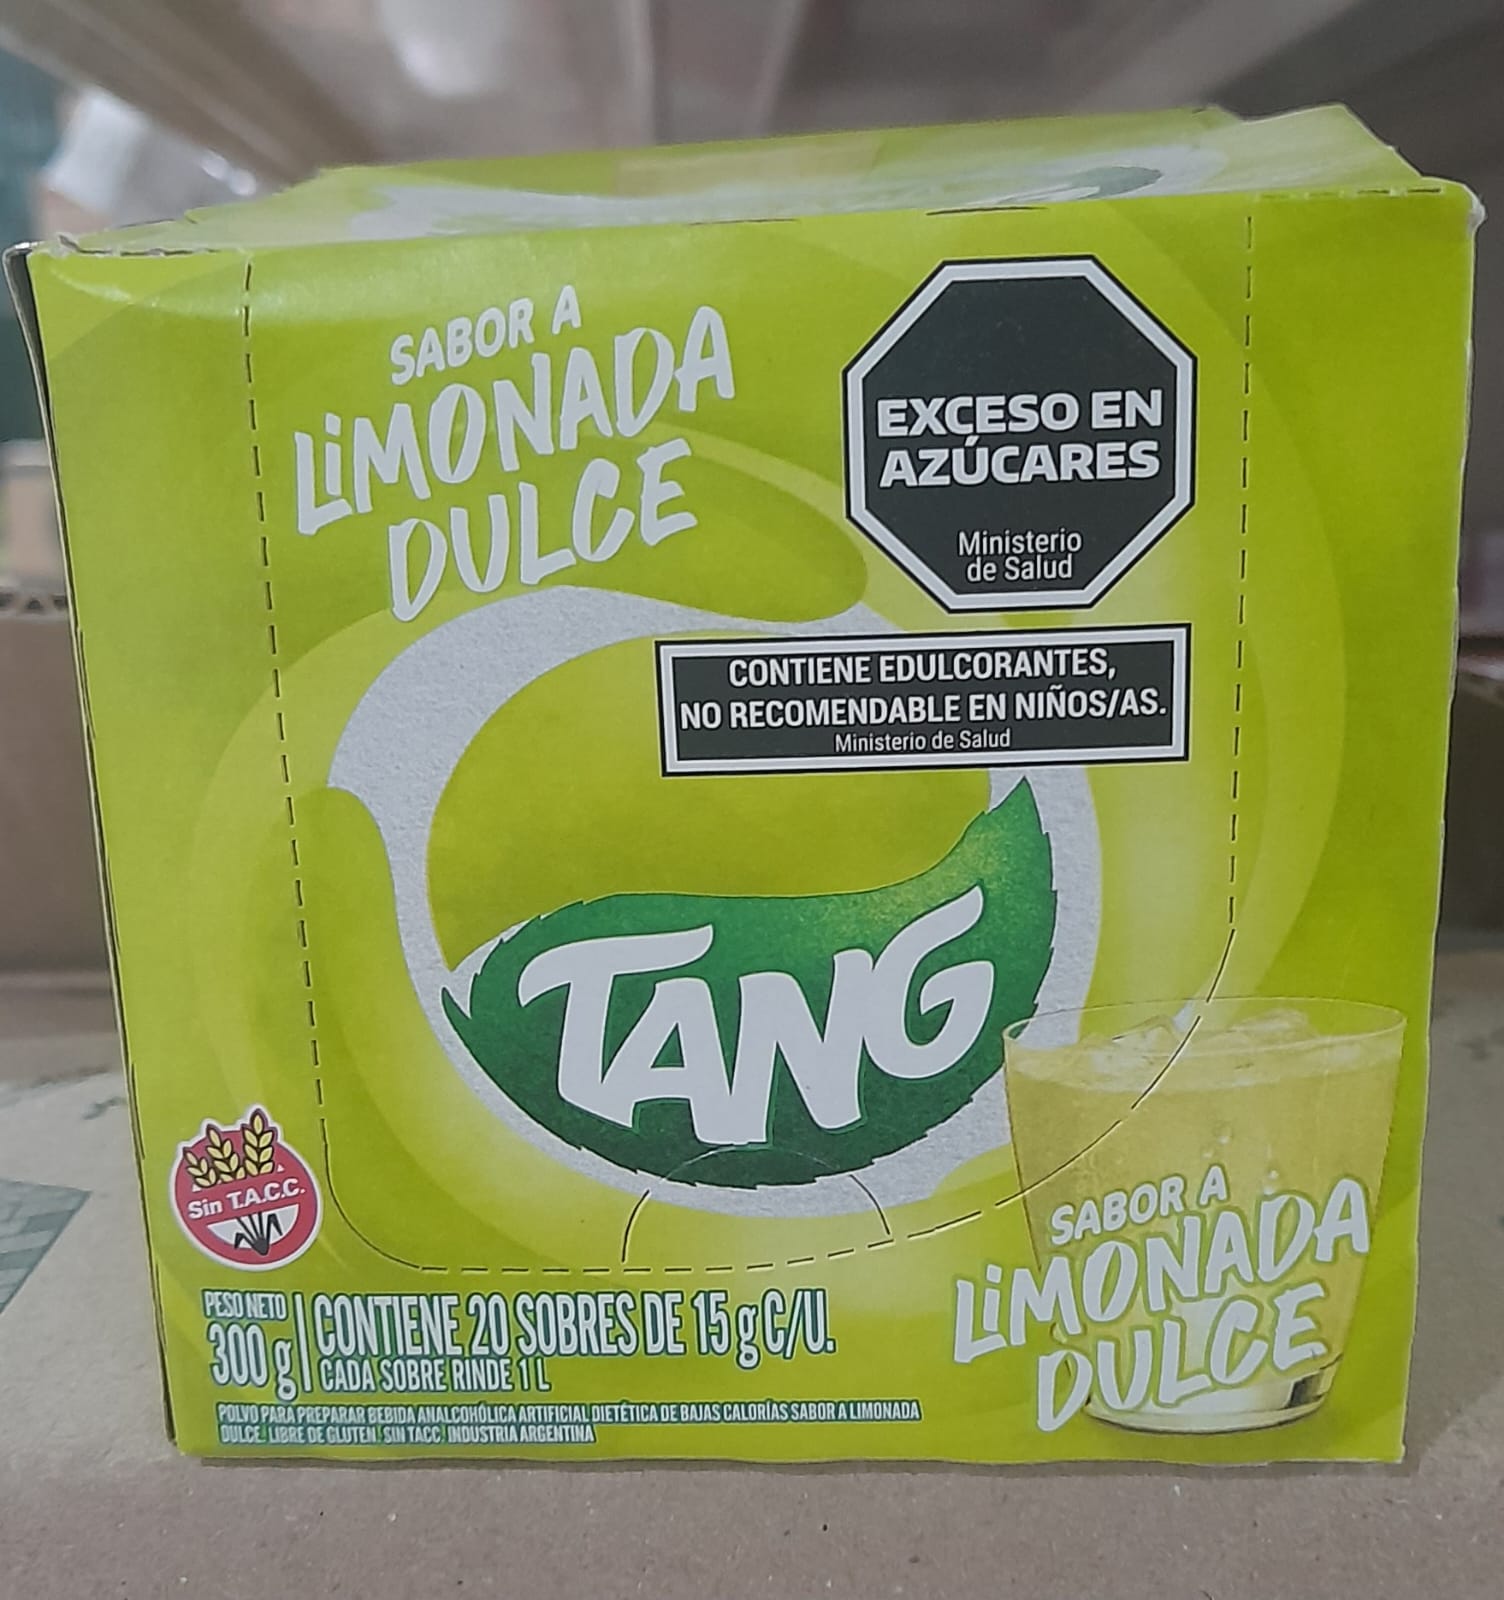 SABOR A
LiMONADA
DULCE
EXCESO EN
AZÚCARES
Ministerio
de Salud
CONTIENE EDULCORANTES,
NO RECOMENDABLE EN NIÑOS/AS.
Ministerio de Salud
TANG
Sin T.A.C.C.
SABOR A
LiMONADA
DULCE
PESO NETO
300 g
CONTIENE 20 SOBRES DE 15 g C/U.
CADA SOBRE RINDE 1 L
POLVO PARA PREPARAR BEBIDA ANALCOHÓLICA ARTIFICIAL DIETÉTICA DE BAJAS CALORÍAS SABOR A LIMONADA
DULCE. LIBRE DE GLUTEN. SIN TACC. INDUSTRIA ARGENTINA